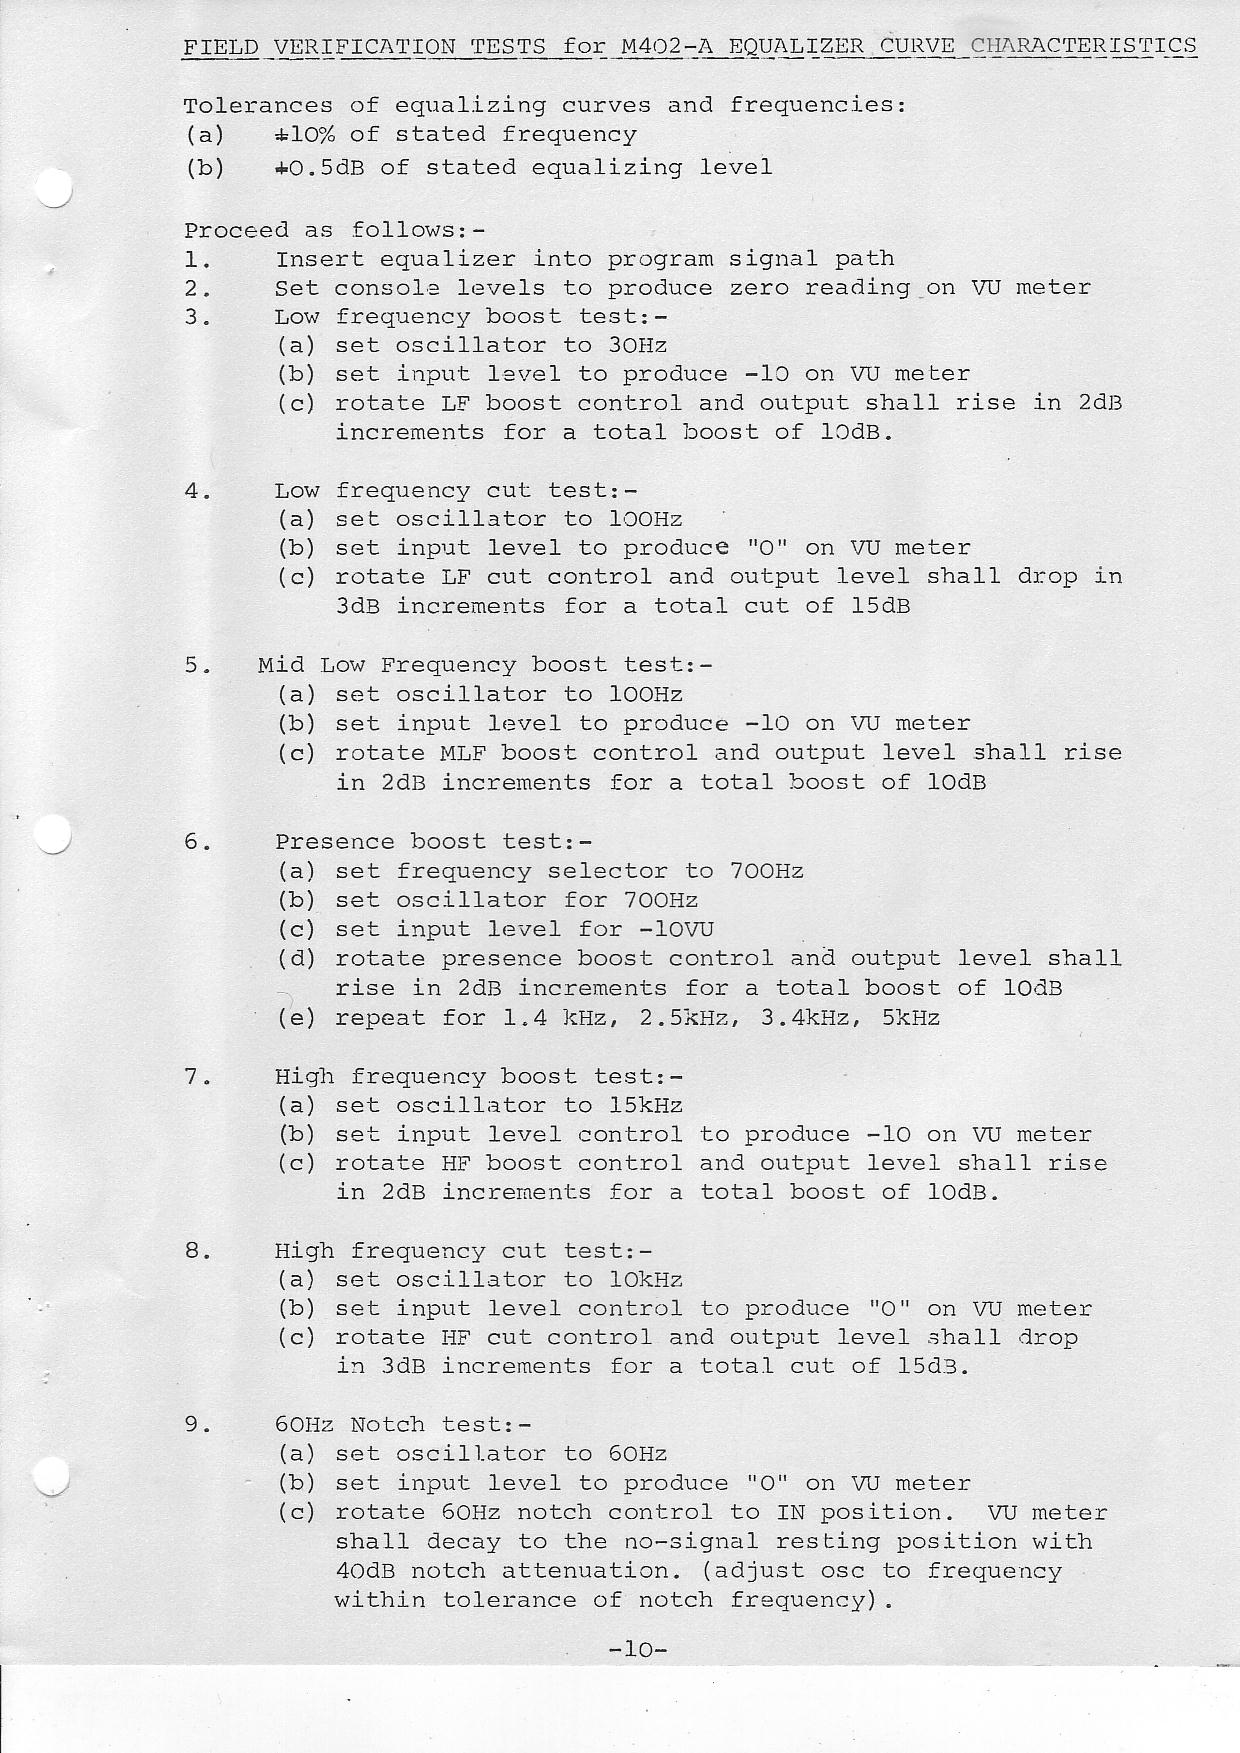 FIELD VERIFICATION TESTS for M402-A EQUALIZER CURVE CHARACTERISTICS
Tolerances of equalizing curves and frequencies:
(a) ±10% of stated frequency
(b) ±0.5dB of stated equalizing level
Proceed as follows:-
1. Insert equalizer into program signal path
2. Set console levels to produce zero reading on VU meter
3. Low frequency boost test:-
(a) set oscillator to 30Hz
(b) set input level to produce -10 on VU meter
(c) rotate LF boost control and output shall rise in 2dB
increments for a total boost of 10dB.
4. Low frequency cut test:-
(a) set oscillator to 100Hz
(b) set input level to produce "0" on VU meter
(c) rotate LF cut control and output level shall drop in
3dB increments for a total cut of 15dB
5. Mid Low Frequency boost test:-
(a) set oscillator to 100Hz
(b) set input level to produce -10 on VU meter
(c) rotate MLF boost control and output level shall rise
in 2dB increments for a total boost of 10dB
6. Presence boost test:-
(a) set frequency selector to 700Hz
(b) set oscillator for 700Hz
(c) set input level for -10VU
(d) rotate presence boost control and output level shall
rise in 2dB increments for a total boost of 10dB
(e) repeat for 1.4 kHz, 2.5kHz, 3.4kHz, 5kHz
7. High frequency boost test:-
(a) set oscillator to 15kHz
(b) set input level control to produce -10 on VU meter
(c) rotate HF boost control and output level shall rise
in 2dB increments for a total boost of 10dB.
8. High frequency cut test:-
(a) set oscillator to 10kHz
(b) set input level control to produce "0" on VU meter
(c) rotate HF cut control and output level shall drop
in 3dB increments for a total cut of 15dB.
9. 60Hz Notch test:-
(a) set oscillator to 60Hz
(b) set input level to produce "0" on VU meter
(c) rotate 60Hz notch control to IN position. VU meter
shall decay to the no-signal resting position with
40dB notch attenuation. (adjust osc to frequency
within tolerance of notch frequency).
-10-